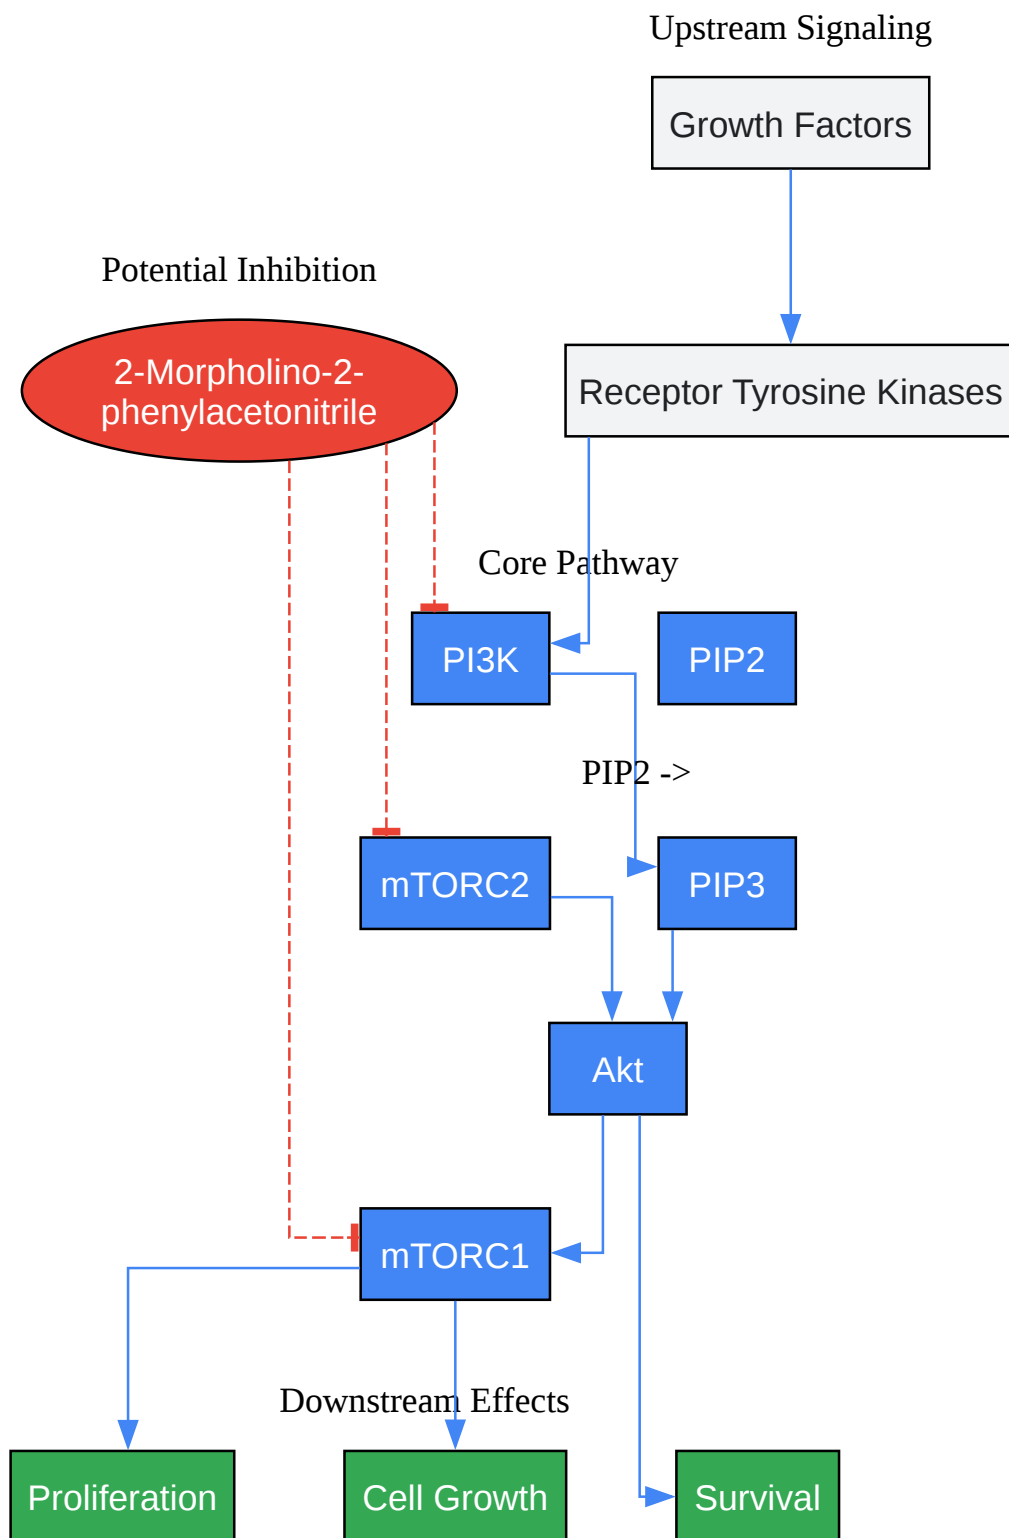 Upstream Signaling
Growth Factors
Potential Inhibition
2-Morpholino-2-
phenylacetonitrile
Receptor Tyrosine Kinases
Core Pathway
PI3K
PIP2
PIP2 ->
mTORC2
PIP3
Akt
mTORC1
Downstream Effects
Proliferation
Cell Growth
Survival